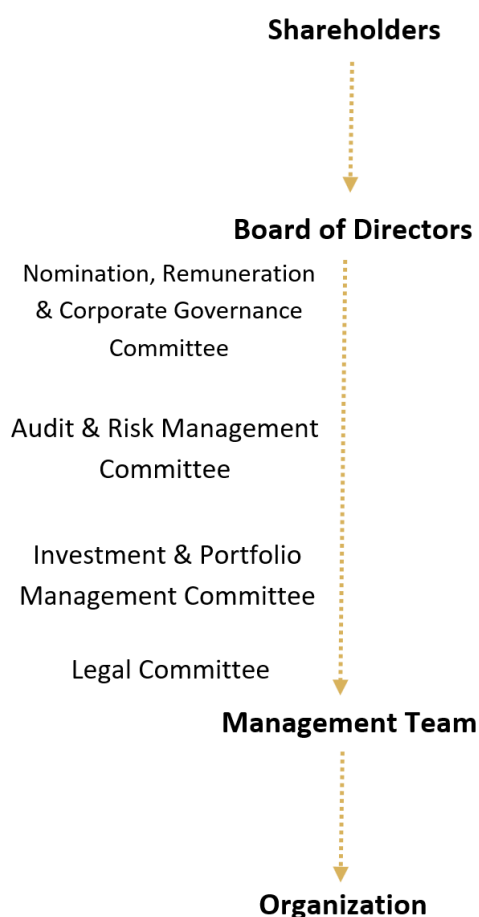 Shareholders
Board of Directors
Nomination, Remuneration
& Corporate Governance
Committee
Audit & Risk Management
Committee
Investment & Portfolio
Management Committee
Legal Committee
Management Team
Organization